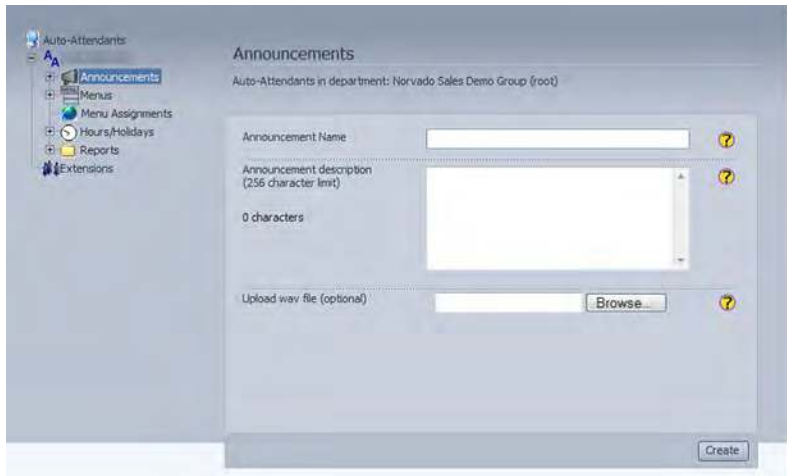 Auto-Attendants
Announcements
Menus
Menu Assignments
Hours/Holidays
Reports
Extensions
Announcements
Auto-Attendants in department: Norvado Sales Demo Group (root)
Announcement Name
Announcement description
(256 character limit)
0 characters
Upload wav file (optional)
Browse...
Create